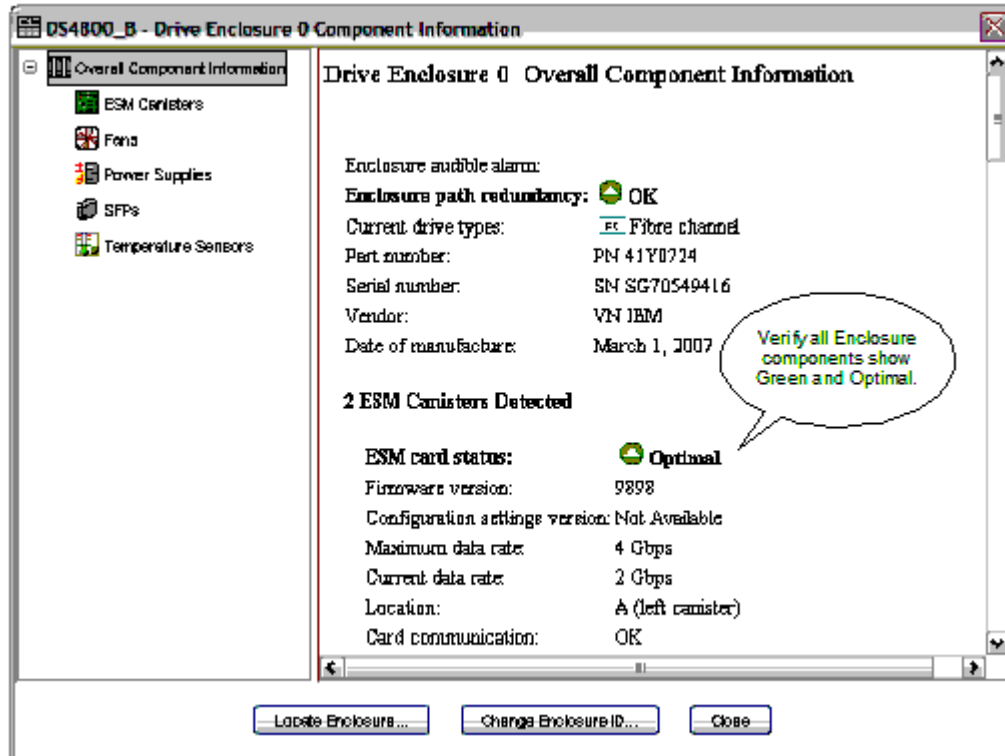 DS4800_B - Drive Enclosure 0 Component Information
Overall Component Information
ESM Canisters
Fans
Power Supplies
SFPs
Temperature Sensors
Drive Enclosure 0 Overall Component Information
Enclosure audible alarm:
Enclosure path redundancy: OK
Current drive types: FC Fibre channel
Part number: PN 41Y0724
Serial number: SN SG70549416
Vendor: VN IBM
Date of manufacture: March 1, 2007
Verify all Enclosure
components show
Green and Optimal.
2 ESM Canisters Detected
ESM card status: Optimal
Firmware version: 9898
Configuration settings version: Not Available
Maximum data rate: 4 Gbps
Current data rate: 2 Gbps
Location: A (left canister)
Card communication: OK
Locate Enclosure... Change Enclosure ID... Close